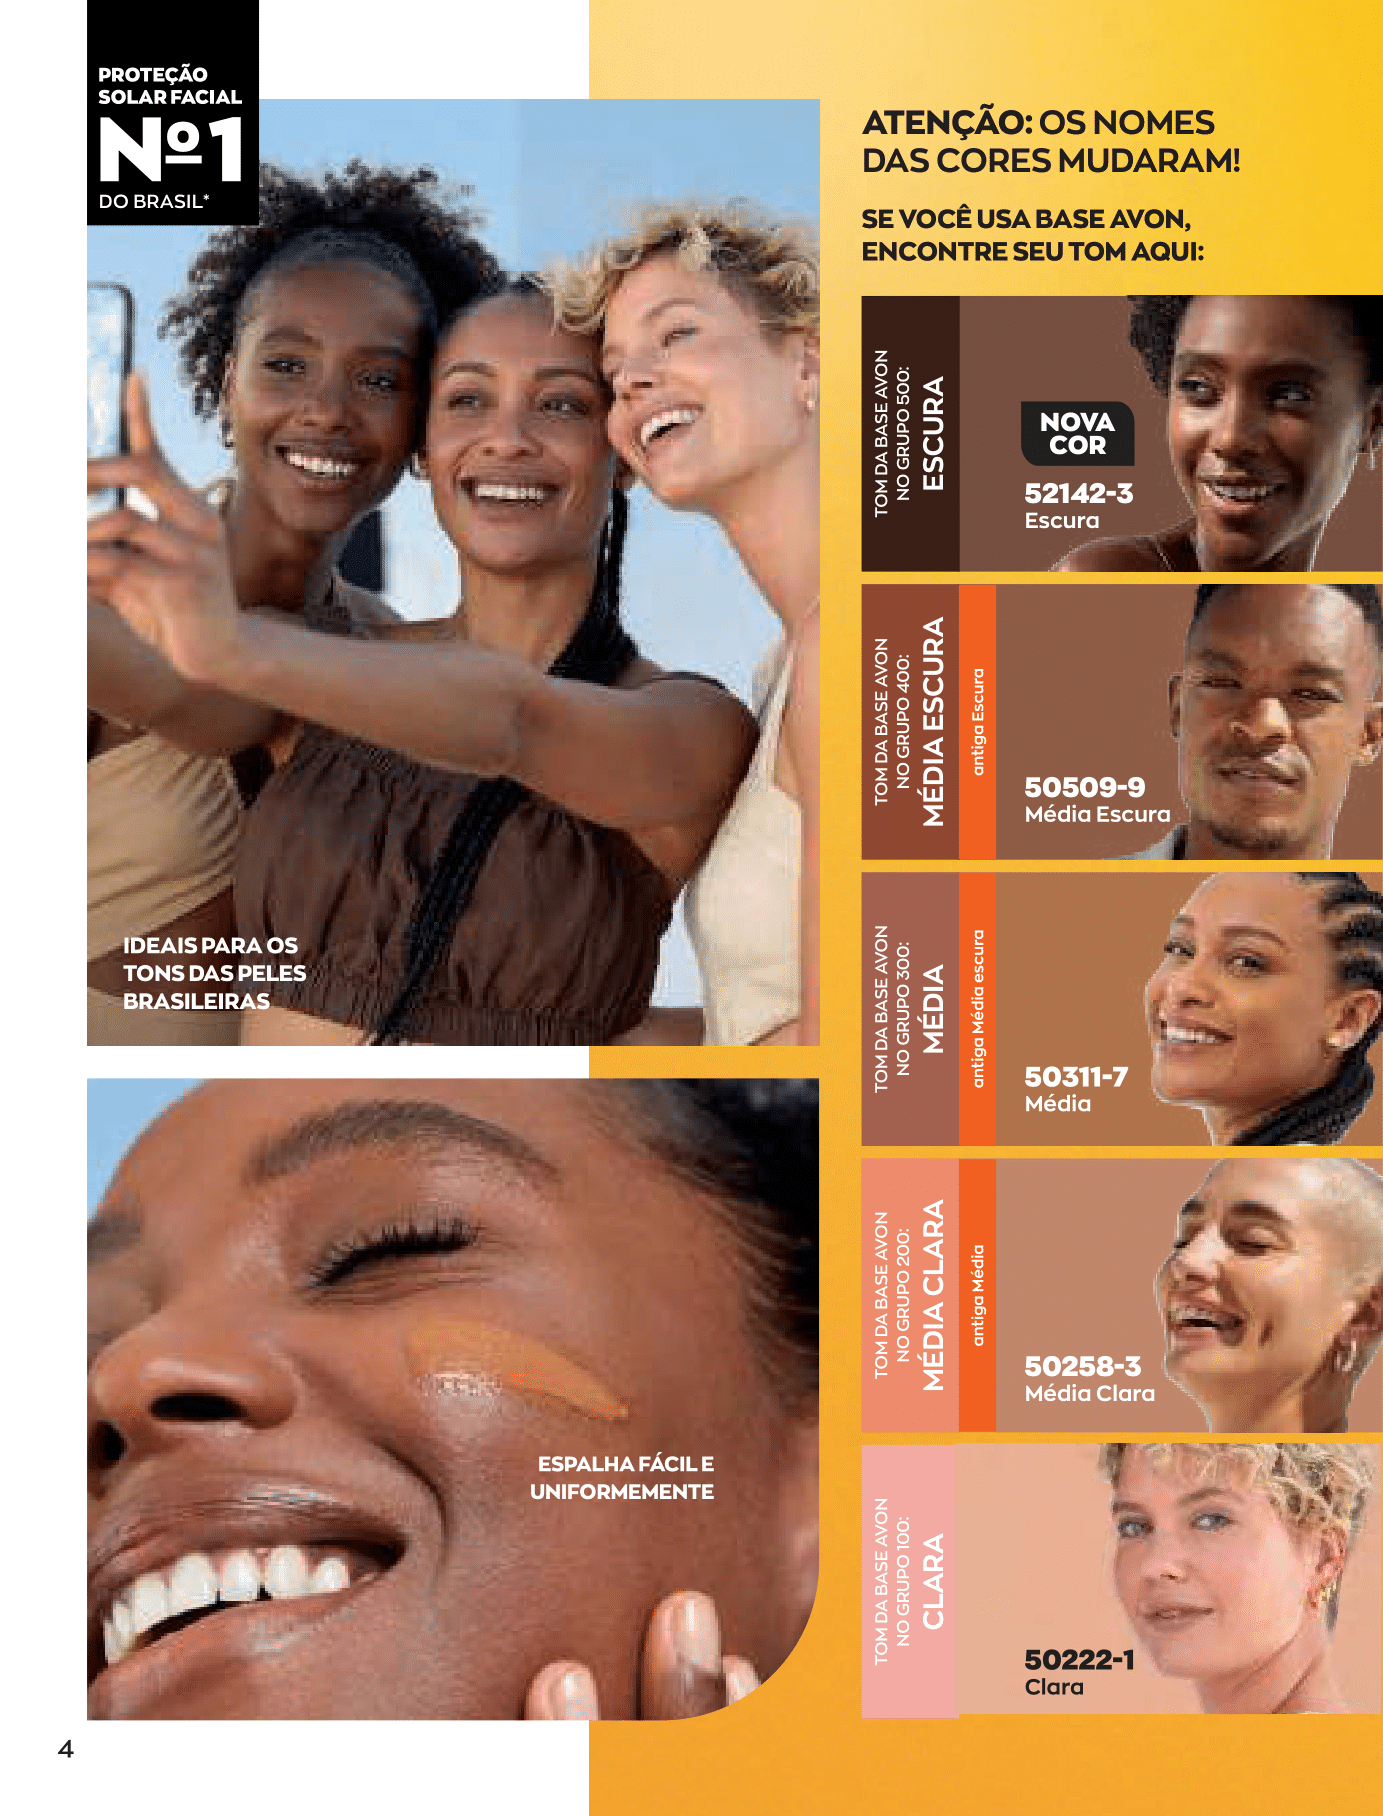 PROTEÇÃO
SOLAR FACIAL
Nº1
DO BRASIL*
IDEAIS PARA OS
TONS DAS PELES
BRASILEIRAS
ESPALHA FÁCIL E
UNIFORMEMENTE
ATENÇÃO: OS NOMES
DAS CORES MUDARAM!
SE VOCÊ USA BASE AVON,
ENCONTRE SEU TOM AQUI:
TOM DA BASE AVON
NO GRUPO 500:
ESCURA
NOVA
COR
52142-3
Escura
TOM DA BASE AVON
NO GRUPO 400:
MÉDIA ESCURA
antiga Escura
50509-9
Média Escura
TOM DA BASE AVON
NO GRUPO 300:
MÉDIA
antiga Média escura
50311-7
Média
TOM DA BASE AVON
NO GRUPO 200:
MÉDIA CLARA
antiga Média
50258-3
Média Clara
TOM DA BASE AVON
NO GRUPO 100:
CLARA
50222-1
Clara
4